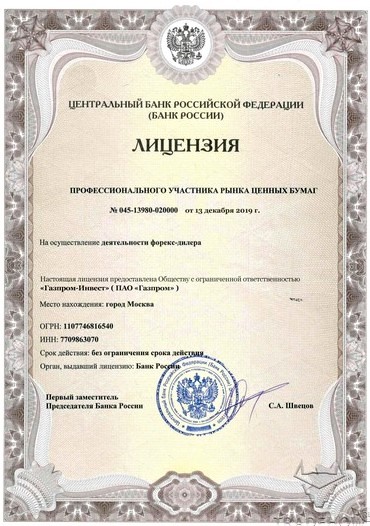 ЦЕНТРАЛЬНЫЙ БАНК РОССИЙСКОЙ ФЕДЕРАЦИИ
(БАНК РОССИИ)
ЛИЦЕНЗИЯ
ПРОФЕССИОНАЛЬНОГО УЧАСТНИКА РЫНКА ЦЕННЫХ БУМАГ
№ 045-13980-020000 от 13 декабря 2019 г.
На осуществление деятельности форекс-дилера
Настоящая лицензия предоставлена Обществу с ограниченной ответственностью
«Газпром-Инвест» ( ПАО «Газпром» )
Место нахождения: город Москва
ОГРН: 1107746816540
ИНН: 7709863070
Срок действия: без ограничения срока действия
Орган, выдавший лицензию: Банк России
Первый заместитель
Председателя Банка России
С.А. Швецов